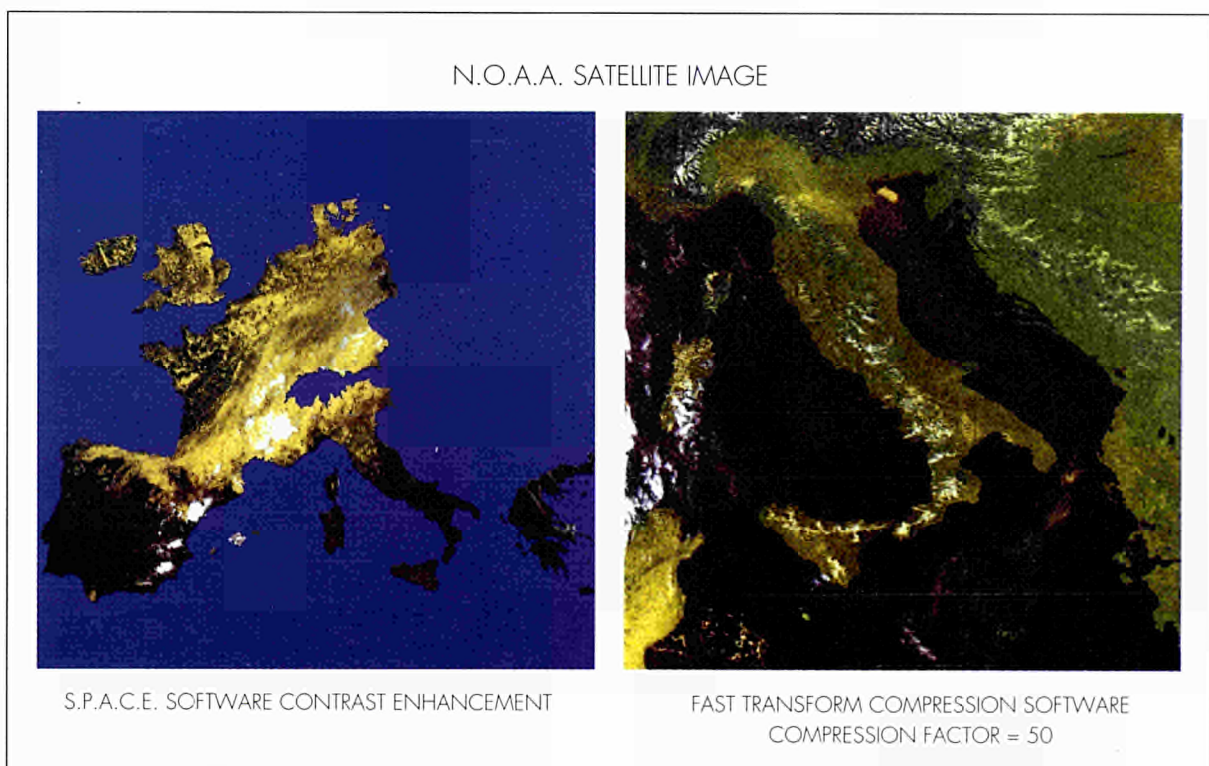 N.O.A.A. SATELLITE IMAGE
S.P.A.C.E. SOFTWARE CONTRAST ENHANCEMENT
FAST TRANSFORM COMPRESSION SOFTWARE
COMPRESSION FACTOR = 50